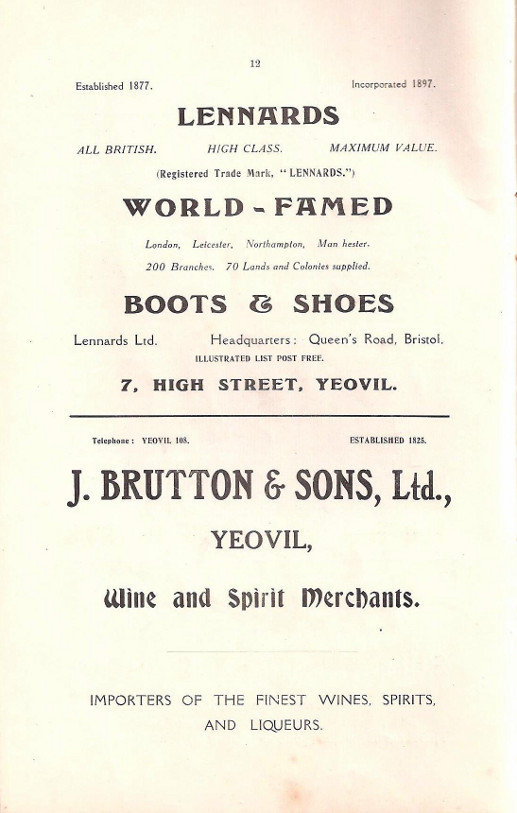 12
Established 1877. Incorporated 1897.
LENNARDS
ALL BRITISH. HIGH CLASS. MAXIMUM VALUE.
(Registered Trade Mark, "LENNARDS.")
WORLD - FAMED
London, Leicester, Northampton, Man hester.
200 Branches. 70 Lands and Colonies supplied.
BOOTS & SHOES
Lennards Ltd. Headquarters: Queen's Road, Bristol.
ILLUSTRATED LIST POST FREE.
7, HIGH STREET, YEOVIL.
Telephone: YEOVIL 108. ESTABLISHED 1825.
J. BRUTTON & SONS, Ltd.,
YEOVIL,
Wine and Spirit Merchants.
IMPORTERS OF THE FINEST WINES, SPIRITS,
AND LIQUEURS.